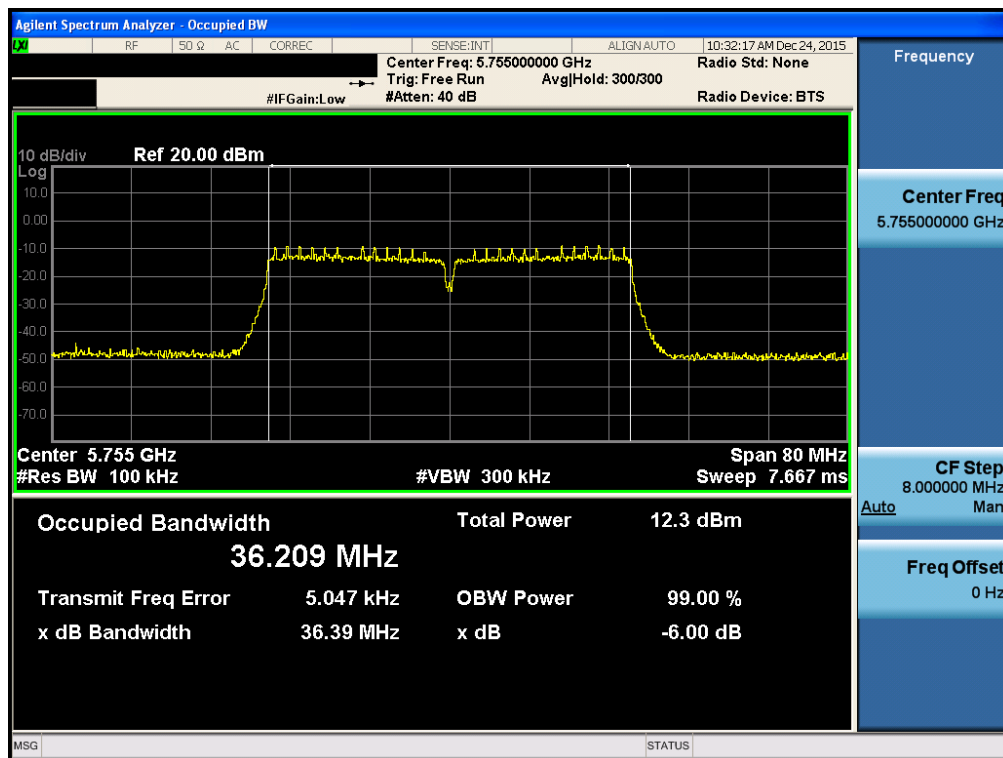 Agilent Spectrum Analyzer - Occupied BW
LXI RF 50 Ω AC CORREC SENSE:INT ALIGN AUTO 10:32:17 AM Dec 24, 2015
Center Freq: 5.755000000 GHz Radio Std: None
Trig: Free Run Avg|Hold: 300/300
#IFGain:Low #Atten: 40 dB Radio Device: BTS
10 dB/div Ref 20.00 dBm
Log
10.0
0.00
-10.0
-20.0
-30.0
-40.0
-50.0
-60.0
-70.0
Center 5.755 GHz Span 80 MHz
#Res BW 100 kHz #VBW 300 kHz Sweep 7.667 ms
Occupied Bandwidth Total Power 12.3 dBm
36.209 MHz
Transmit Freq Error 5.047 kHz OBW Power 99.00 %
x dB Bandwidth 36.39 MHz x dB -6.00 dB
MSG STATUS
Frequency
Center Freq
5.755000000 GHz
CF Step
8.000000 MHz
Auto Man
Freq Offset
0 Hz